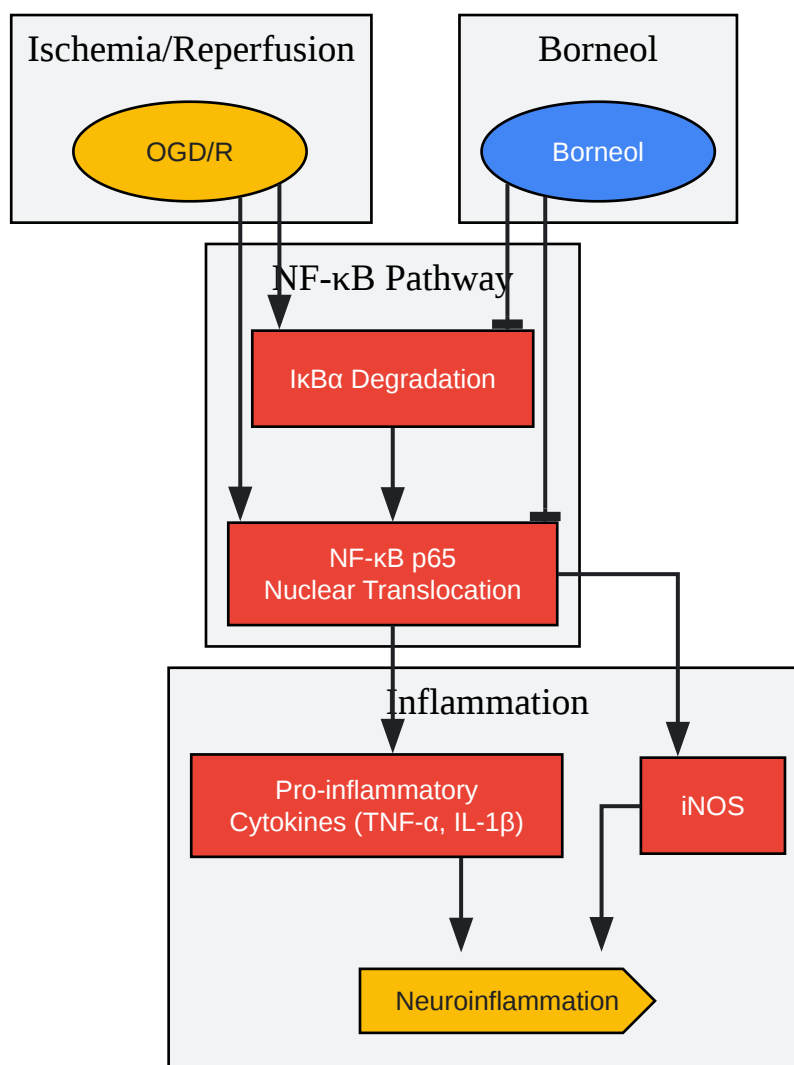 Ischemia/Reperfusion
Borneol
OGD/R
Borneol
NF-κB Pathway
IκBα Degradation
NF-κB p65
Nuclear Translocation
Inflammation
Pro-inflammatory
Cytokines (TNF-α, IL-1β)
iNOS
Neuroinflammation